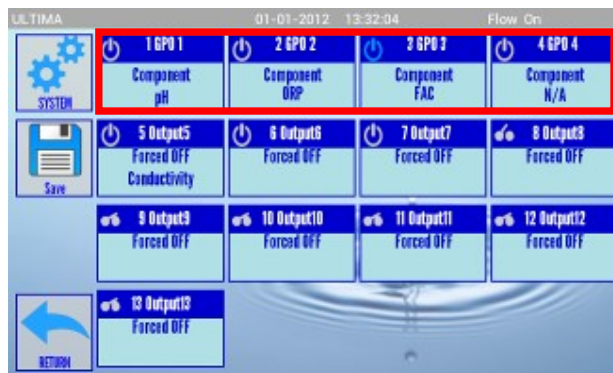 ULTIMA 01-01-2012 13:32:04 Flow On
SYSTEM
1 GPO 1
Component
pH
2 GPO 2
Component
ORP
3 GPO 3
Component
FAC
4 GPO 4
Component
N/A
Save
5 Output5
Forced OFF
Conductivity
6 Output6
Forced OFF
7 Output7
Forced OFF
8 Output8
Forced OFF
9 Output9
Forced OFF
10 Output10
Forced OFF
11 Output11
Forced OFF
12 Output12
Forced OFF
RETURN
13 Output13
Forced OFF